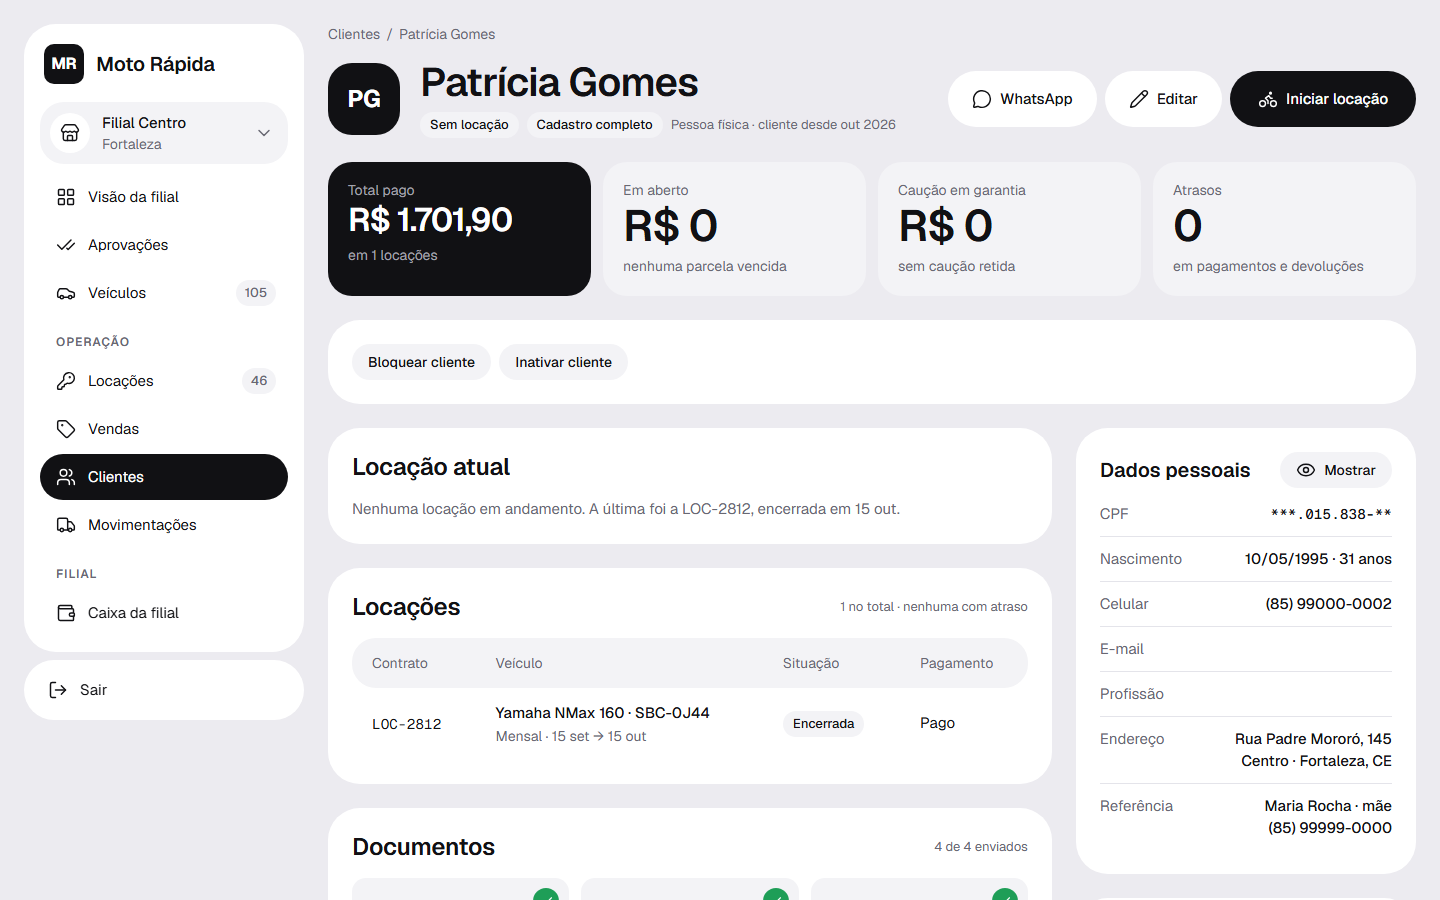 MR Moto Rápida
Filial Centro
Fortaleza
Visão da filial
Aprovações
Veículos 105
OPERAÇÃO
Locações 46
Vendas
Clientes
Movimentações
FILIAL
Caixa da filial
Sair
Clientes / Patrícia Gomes
PG
Patrícia Gomes
Sem locação Cadastro completo Pessoa física · cliente desde out 2026
WhatsApp Editar Iniciar locação
Total pago
R$ 1.701,90
em 1 locações
Em aberto
R$ 0
nenhuma parcela vencida
Caução em garantia
R$ 0
sem caução retida
Atrasos
0
em pagamentos e devoluções
Bloquear cliente Inativar cliente
Locação atual
Nenhuma locação em andamento. A última foi a LOC-2812, encerrada em 15 out.
Locações 1 no total · nenhuma com atraso
Contrato Veículo Situação Pagamento
LOC-2812 Yamaha NMax 160 · SBC-0J44 Encerrada Pago
Mensal · 15 set → 15 out
Documentos 4 de 4 enviados
Dados pessoais Mostrar
CPF ***.015.838-**
Nascimento 10/05/1995 · 31 anos
Celular (85) 99000-0002
E-mail
Profissão
Endereço Rua Padre Mororó, 145
Centro · Fortaleza, CE
Referência Maria Rocha · mãe
(85) 99999-0000